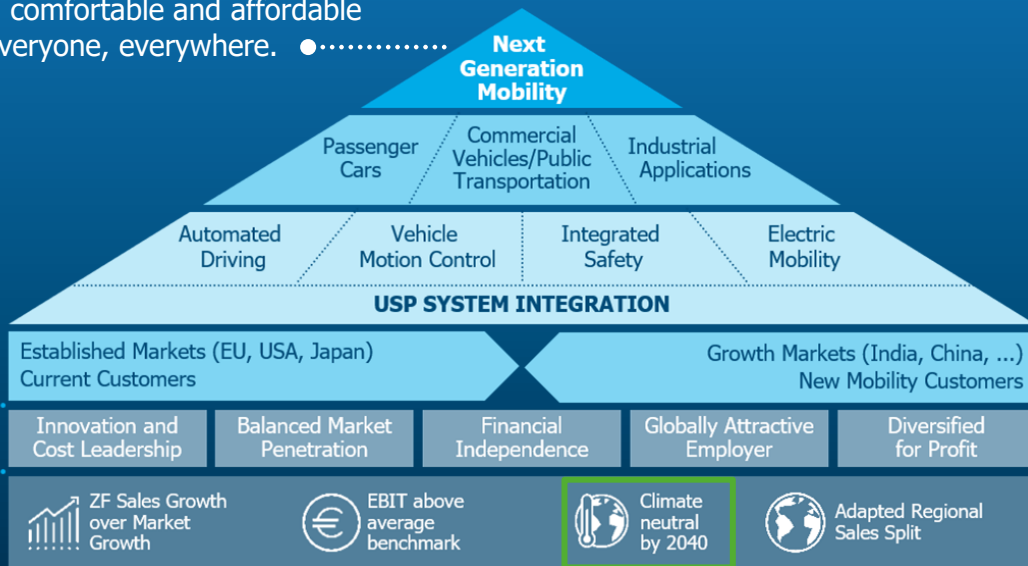 comfortable and affordable
everyone, everywhere.
Next
Generation
Mobility
Passenger
Cars
Commercial
Vehicles/Public
Transportation
Industrial
Applications
Automated
Driving
Vehicle
Motion Control
Integrated
Safety
Electric
Mobility
USP SYSTEM INTEGRATION
Established Markets (EU, USA, Japan)
Current Customers
Growth Markets (India, China, ...)
New Mobility Customers
Innovation and
Cost Leadership
Balanced Market
Penetration
Financial
Independence
Globally Attractive
Employer
Diversified
for Profit
ZF Sales Growth
over Market
Growth
EBIT above
average
benchmark
Climate
neutral
by 2040
Adapted Regional
Sales Split